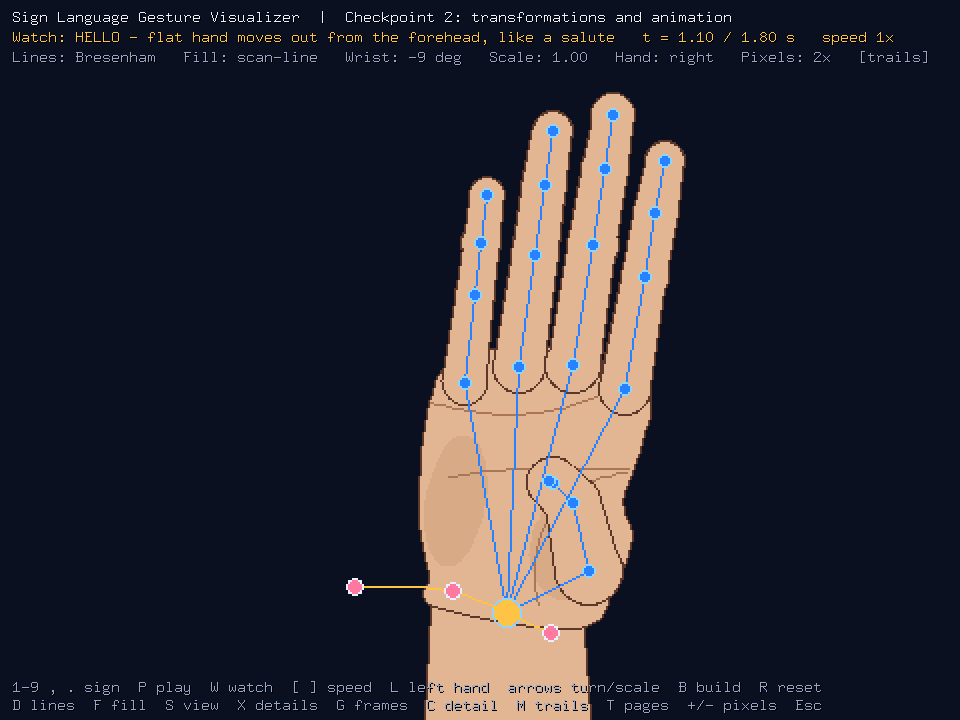 Sign Language Gesture Visualizer | Checkpoint 2: transformations and animation
Watch: HELLO - flat hand moves out from the forehead, like a salute t = 1.10 / 1.80 s speed 1x
Lines: Bresenham Fill: scan-line Wrist: -9 deg Scale: 1.00 Hand: right Pixels: 2x [trails]
1-9 , . sign P play W watch [ ] speed L left hand arrows turn/scale B build R reset
D lines F fill S view X details G frames C detail M trails T pages +/- pixels Esc